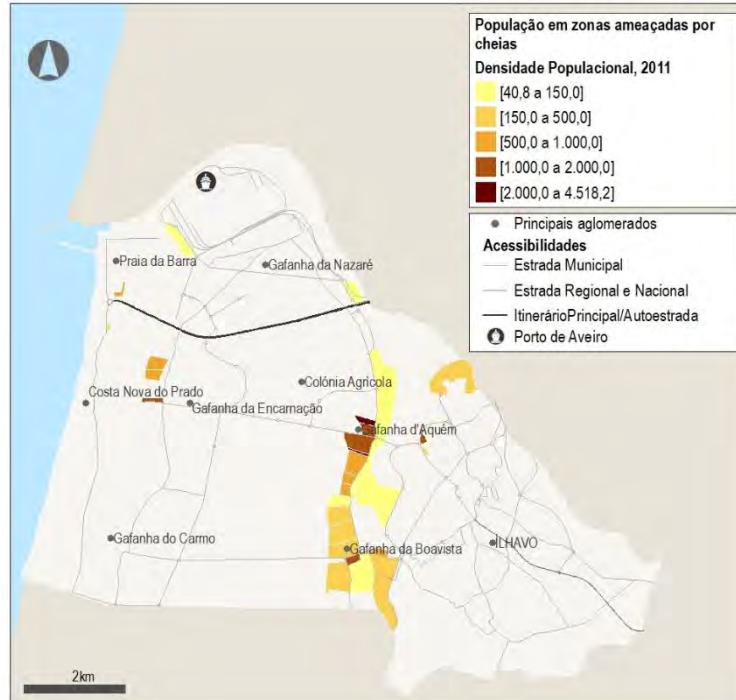 População em zonas ameaçadas por
cheias
Densidade Populacional, 2011
[40,8 a 150,0]
[150,0 a 500,0]
[500,0 a 1.000,0]
[1.000,0 a 2.000,0]
[2.000,0 a 4.518,2]
Principais aglomerados
Acessibilidades
Estrada Municipal
Estrada Regional e Nacional
ItinerárioPrincipal/Autoestrada
Porto de Aveiro
Praia da Barra
Gafanha da Nazaré
Colónia Agrícola
Costa Nova do Prado
Gafanha da Encarnação
Gafanha d'Aquém
Gafanha do Carmo
Gafanha da Boavista
ILHAVO
2km